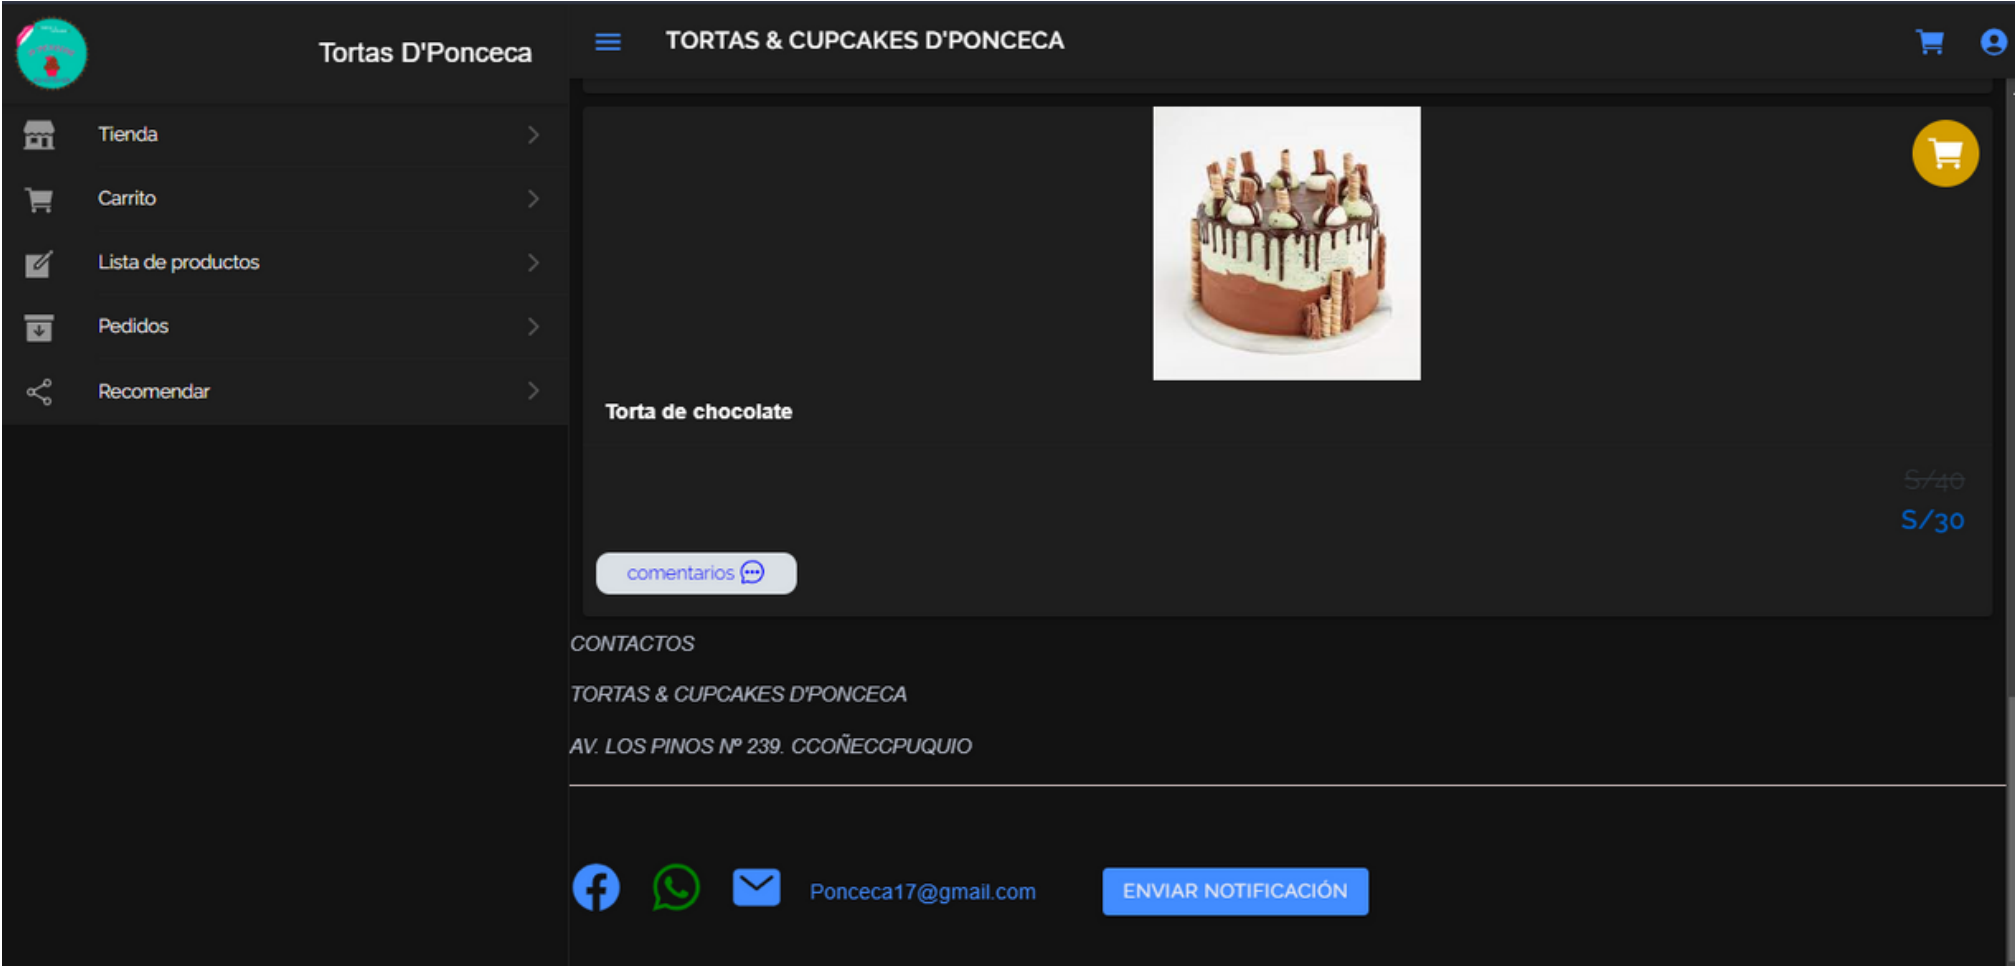 Tortas D'Ponceca
TORTAS & CUPCAKES D'PONCECA
Tienda
Carrito
Lista de productos
Pedidos
Recomendar
Torta de chocolate
S/40
S/30
comentarios
CONTACTOS
TORTAS & CUPCAKES D'PONCECA
AV. LOS PINOS Nº 239. CCOÑECCPUQUIO
Ponceca17@gmail.com
ENVIAR NOTIFICACIÓN